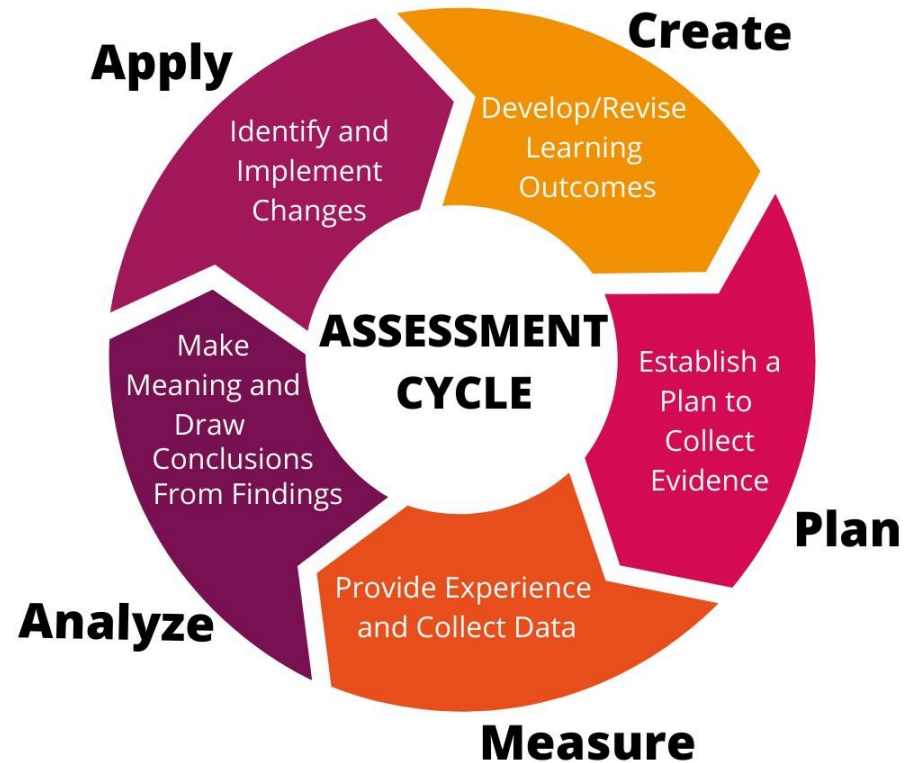 Create
Develop/Revise
Learning
Outcomes
Plan
Establish a
Plan to
Collect
Evidence
Measure
Provide Experience
and Collect Data
Analyze
Make
Meaning and
Draw
Conclusions
From Findings
Apply
Identify and
Implement
Changes
ASSESSMENT
CYCLE